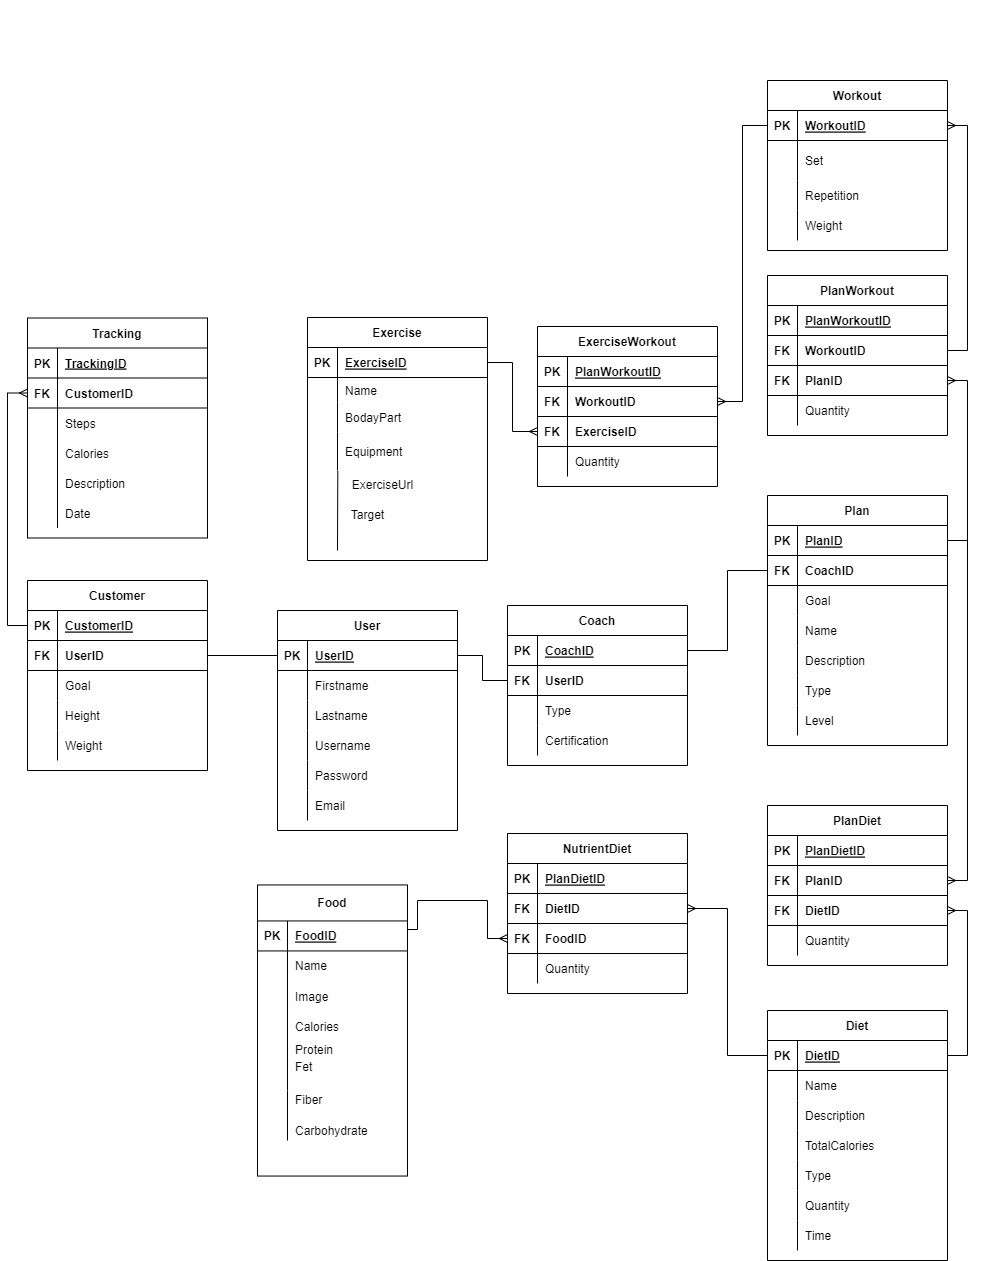 Workout
PK WorkoutID
Set
Repetition
Weight
PlanWorkout
PK PlanWorkoutID
FK WorkoutID
FK PlanID
Quantity
Tracking
PK TrackingID
FK CustomerID
Steps
Calories
Description
Date
Exercise
PK ExerciseID
Name
BodayPart
Equipment
ExerciseUrl
Target
ExerciseWorkout
PK PlanWorkoutID
FK WorkoutID
FK ExerciseID
Quantity
Plan
PK PlanID
FK CoachID
Goal
Name
Description
Type
Level
Customer
PK CustomerID
FK UserID
Goal
Height
Weight
User
PK UserID
Firstname
Lastname
Username
Password
Email
Coach
PK CoachID
FK UserID
Type
Certification
PlanDiet
PK PlanDietID
FK PlanID
FK DietID
Quantity
NutrientDiet
PK PlanDietID
FK DietID
FK FoodID
Quantity
Food
PK FoodID
Name
Image
Calories
Protein
Fet
Fiber
Carbohydrate
Diet
PK DietID
Name
Description
TotalCalories
Type
Quantity
Time